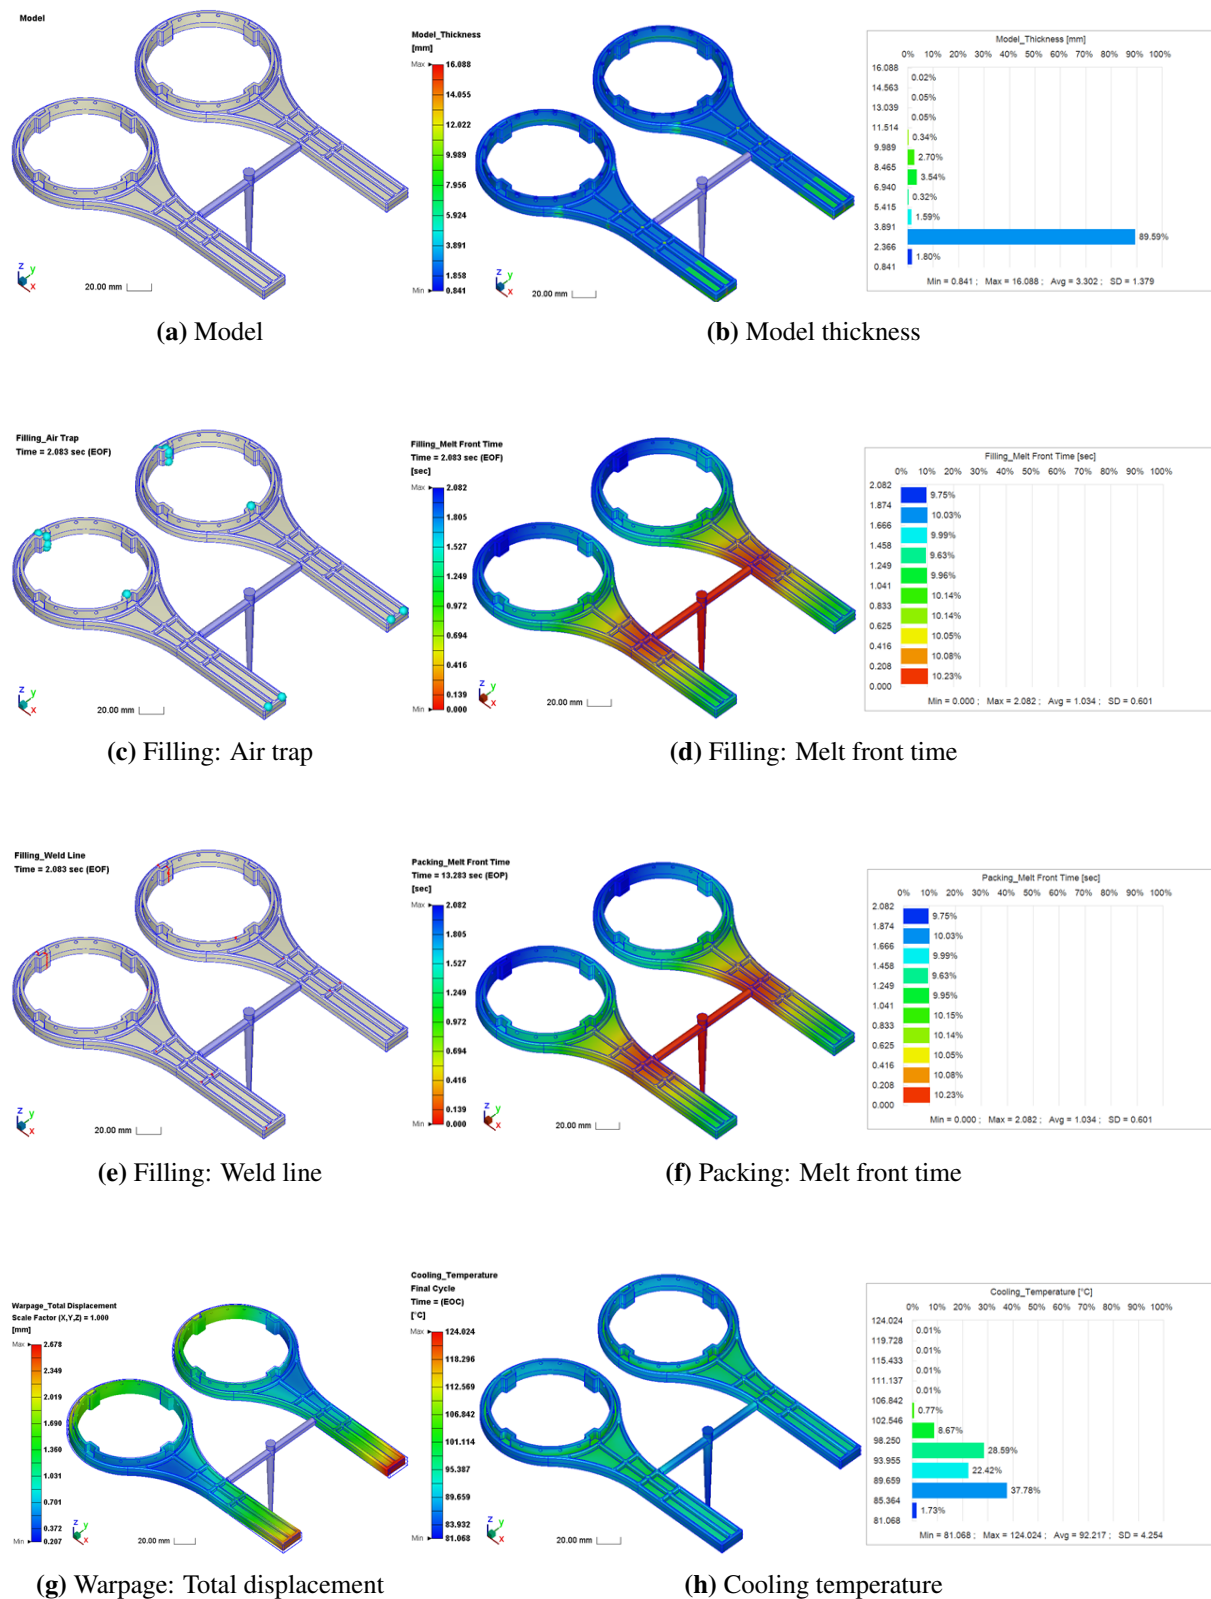 Model
z y x
20.00 mm
(a) Model
Model_Thickness
[mm]
Max 16.088
14.055
12.022
9.989
7.956
5.924
3.891
1.858
Min 0.841
z y x
20.00 mm
Model_Thickness [mm]
0% 10% 20% 30% 40% 50% 60% 70% 80% 90% 100%
16.088
0.02%
14.563
0.05%
13.039
0.05%
11.514
0.34%
9.989
2.70%
8.465
3.54%
6.940
0.32%
5.415
1.59%
3.891
89.59%
2.366
1.80%
0.841
Min = 0.841 ; Max = 16.088 ; Avg = 3.302 ; SD = 1.379
(b) Model thickness
Filling_Air Trap
Time = 2.083 sec (EOF)
z y x
20.00 mm
(c) Filling: Air trap
Filling_Melt Front Time
Time = 2.083 sec (EOF)
[sec]
Max 2.082
1.805
1.527
1.249
0.972
0.694
0.416
0.139
Min 0.000
z y x
20.00 mm
Filling_Melt Front Time [sec]
0% 10% 20% 30% 40% 50% 60% 70% 80% 90% 100%
2.082
9.75%
1.874
10.03%
1.666
9.99%
1.458
9.63%
1.249
9.96%
1.041
10.14%
0.833
10.14%
0.625
10.05%
0.416
10.08%
0.208
10.23%
0.000
Min = 0.000 ; Max = 2.082 ; Avg = 1.034 ; SD = 0.601
(d) Filling: Melt front time
Filling_Weld Line
Time = 2.083 sec (EOF)
z y x
20.00 mm
(e) Filling: Weld line
Packing_Melt Front Time
Time = 13.283 sec (EOP)
[sec]
Max 2.082
1.805
1.527
1.249
0.972
0.694
0.416
0.139
Min 0.000
z y x
20.00 mm
Packing_Melt Front Time [sec]
0% 10% 20% 30% 40% 50% 60% 70% 80% 90% 100%
2.082
9.75%
1.874
10.03%
1.666
9.99%
1.458
9.63%
1.249
9.95%
1.041
10.15%
0.833
10.14%
0.625
10.05%
0.416
10.08%
0.208
10.23%
0.000
Min = 0.000 ; Max = 2.082 ; Avg = 1.034 ; SD = 0.601
(f) Packing: Melt front time
Warpage_Total Displacement
Scale Factor (X,Y,Z) = 1.000
[mm]
Max 2.678
2.349
2.019
1.690
1.360
1.031
0.701
0.372
Min 0.207
z y x
20.00 mm
(g) Warpage: Total displacement
Cooling_Temperature
Final Cycle
Time = (EOC)
[°C]
Max 124.024
118.296
112.569
106.842
101.114
95.387
89.659
83.932
Min 81.068
z y x
20.00 mm
Cooling_Temperature [°C]
0% 10% 20% 30% 40% 50% 60% 70% 80% 90% 100%
124.024
0.01%
119.728
0.01%
115.433
0.01%
111.137
0.01%
106.842
0.77%
102.546
8.67%
98.250
28.59%
93.955
22.42%
89.659
37.78%
85.364
1.73%
81.068
Min = 81.068 ; Max = 124.024 ; Avg = 92.217 ; SD = 4.254
(h) Cooling temperature